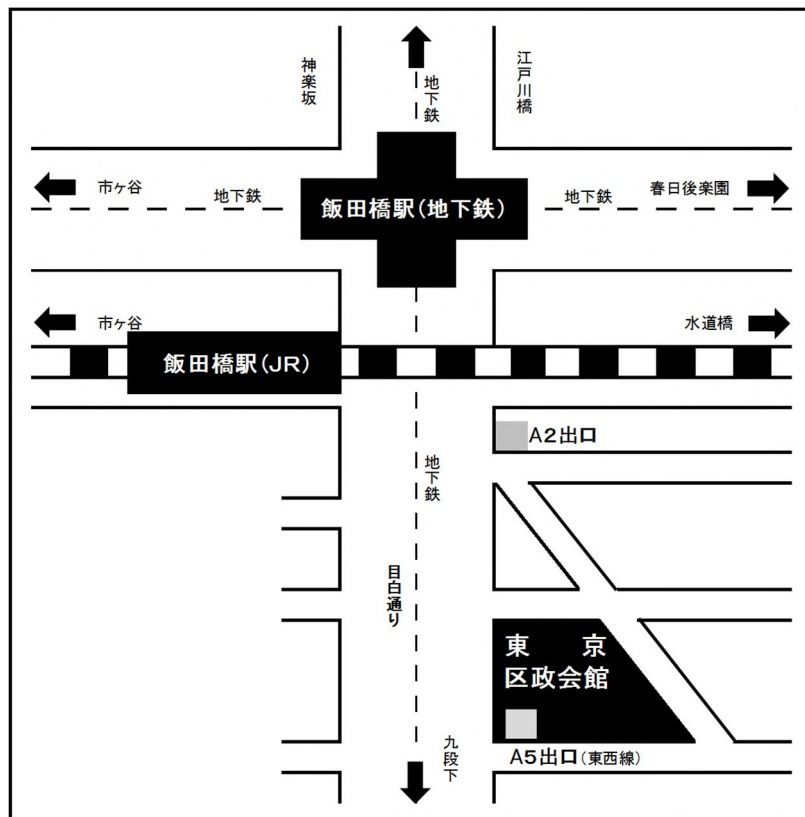 神楽坂
地下鉄
江戸川橋
市ヶ谷
地下鉄
飯田橋駅(地下鉄)
地下鉄
春日後楽園
市ヶ谷
水道橋
飯田橋駅(JR)
A2出口
地下鉄
目白通り
東　京
区政会館
九段下
A5出口(東西線)